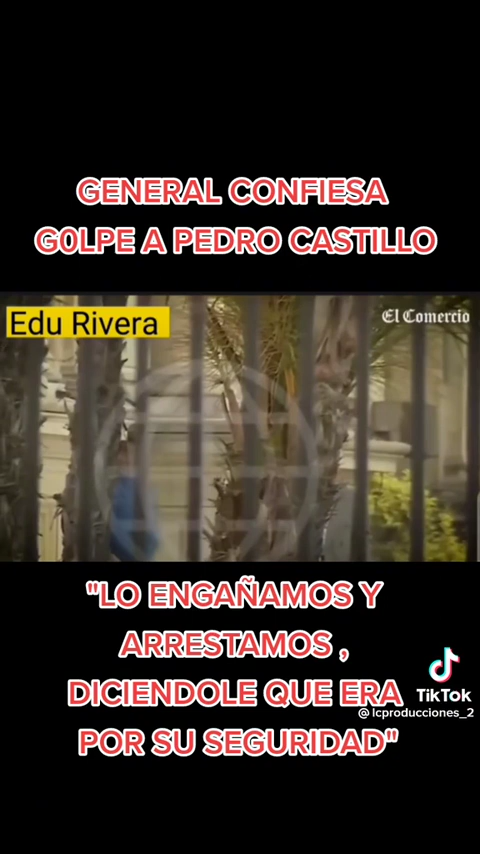 GENERAL CONFIESA
G0LPE A PEDRO CASTILLO
Edu Rivera
El Comercio
"LO ENGAÑAMOS Y
ARRESTAMOS ,
DICIENDOLE QUE ERA
POR SU SEGURIDAD"
TikTok
@lcproducciones_2